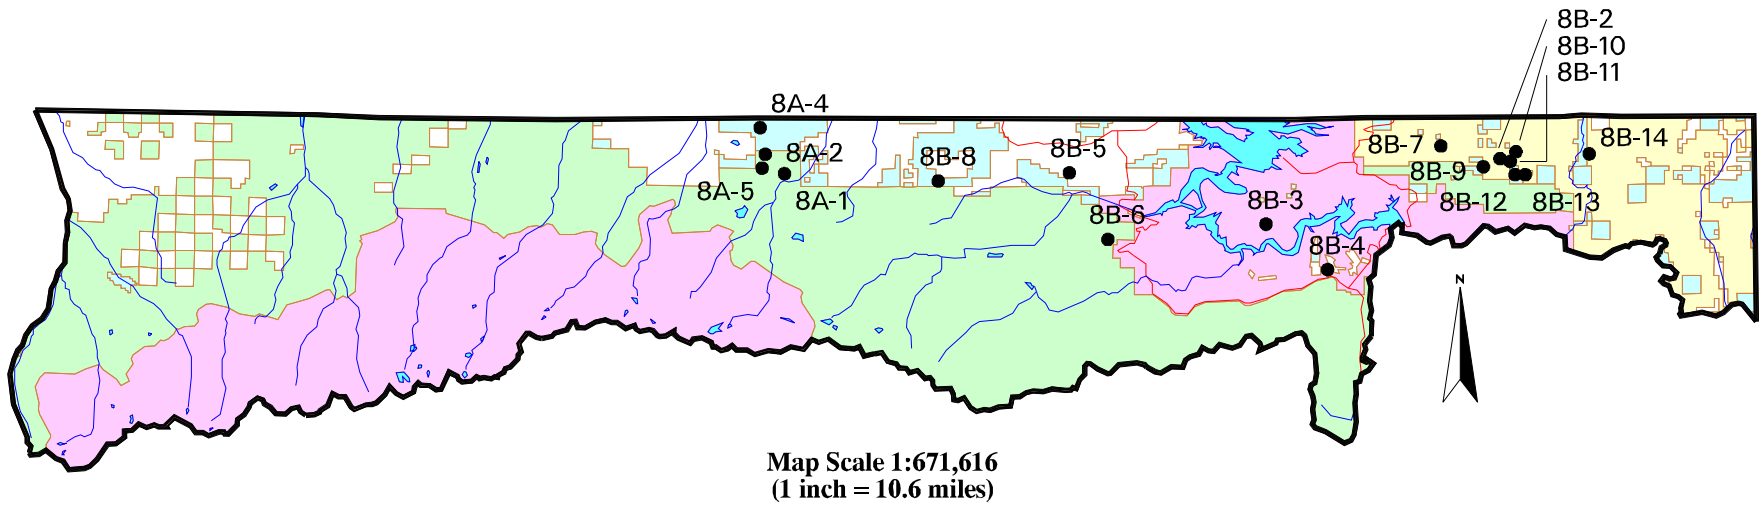 8B-2
8B-10
8B-11
8A-4
8B-7
8B-14
8A-2
8B-8
8B-5
8B-9
8A-5
8A-1
8B-6
8B-3
8B-12
8B-13
8B-4
N
Map Scale 1:671,616
(1 inch = 10.6 miles)